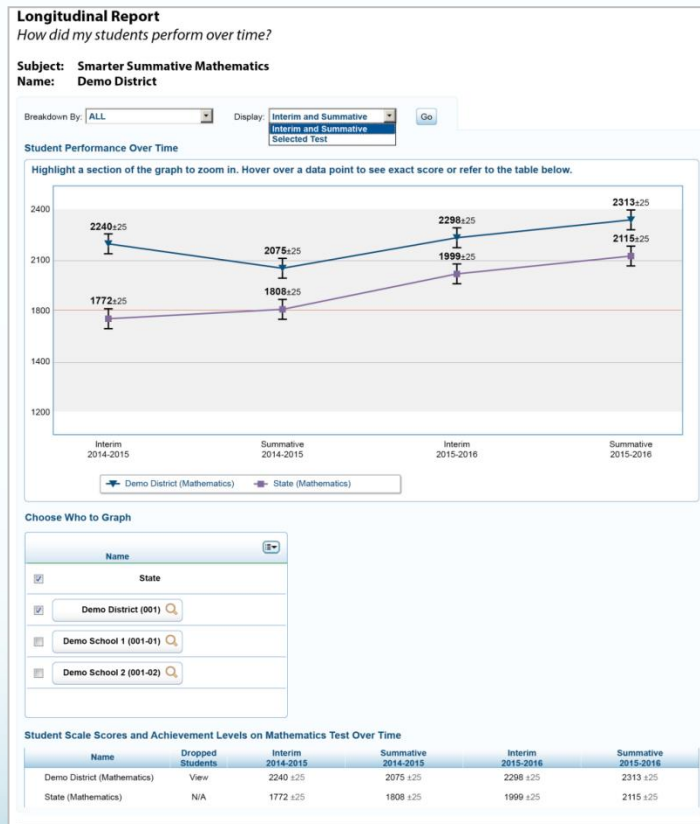 Longitudinal Report
How did my students perform over time?
Subject: Smarter Summative Mathematics
Name: Demo District
Breakdown By: ALL Display: Interim and Summative Go
Interim and Summative
Selected Test
Student Performance Over Time
Highlight a section of the graph to zoom in. Hover over a data point to see exact score or refer to the table below.
2400
2100
1800
1400
1200
2240±25
2075±25
2298±25
2313±25
1772±25
1808±25
1999±25
2115±25
Interim Summative Interim Summative
2014-2015 2014-2015 2015-2016 2015-2016
Demo District (Mathematics) State (Mathematics)
Choose Who to Graph
Name
State
Demo District (001)
Demo School 1 (001-01)
Demo School 2 (001-02)
Student Scale Scores and Achievement Levels on Mathematics Test Over Time
Name Dropped Students Interim 2014-2015 Summative 2014-2015 Interim 2015-2016 Summative 2015-2016
Demo District (Mathematics) View 2240 ±25 2075 ±25 2298 ±25 2313 ±25
State (Mathematics) N/A 1772 ±25 1808 ±25 1999 ±25 2115 ±25